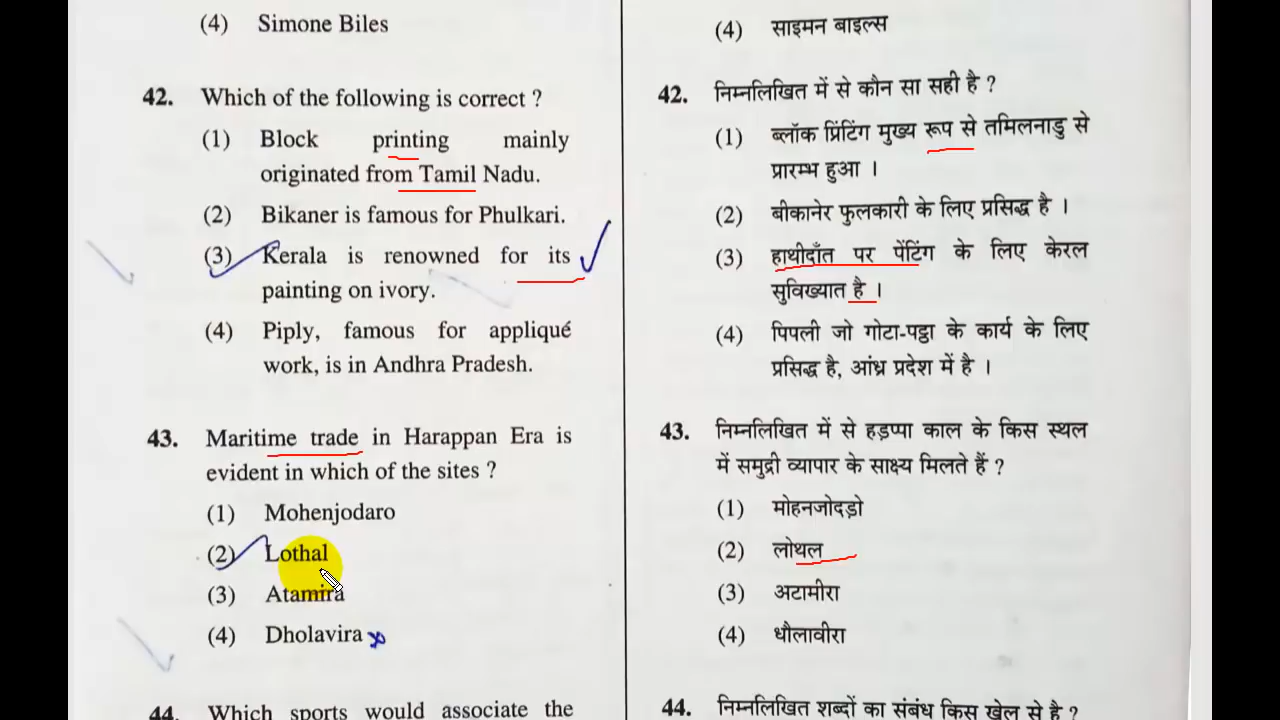 (4) Simone Biles
42. Which of the following is correct ?
(1) Block printing mainly
originated from Tamil Nadu.
(2) Bikaner is famous for Phulkari.
(3) Kerala is renowned for its
painting on ivory.
(4) Piply, famous for appliqué
work, is in Andhra Pradesh.
43. Maritime trade in Harappan Era is
evident in which of the sites ?
(1) Mohenjodaro
(2) Lothal
(3) Atamira
(4) Dholavira
44. Which sports would associate the
(4) साइमन बाइल्स
42. निम्नलिखित में से कौन सा सही है ?
(1) ब्लॉक प्रिंटिंग मुख्य रूप से तमिलनाडु से
प्रारम्भ हुआ ।
(2) बीकानेर फुलकारी के लिए प्रसिद्ध है ।
(3) हाथीदाँत पर पेंटिंग के लिए केरल
सुविख्यात है ।
(4) पिपली जो गोटा-पट्ठा के कार्य के लिए
प्रसिद्ध है, आंध्र प्रदेश में है ।
43. निम्नलिखित में से हड़प्पा काल के किस स्थल
में समुद्री व्यापार के साक्ष्य मिलते हैं ?
(1) मोहनजोदड़ो
(2) लोथल
(3) अटामीरा
(4) धौलावीरा
44. निम्नलिखित शब्दों का संबंध किस खेल से है ?